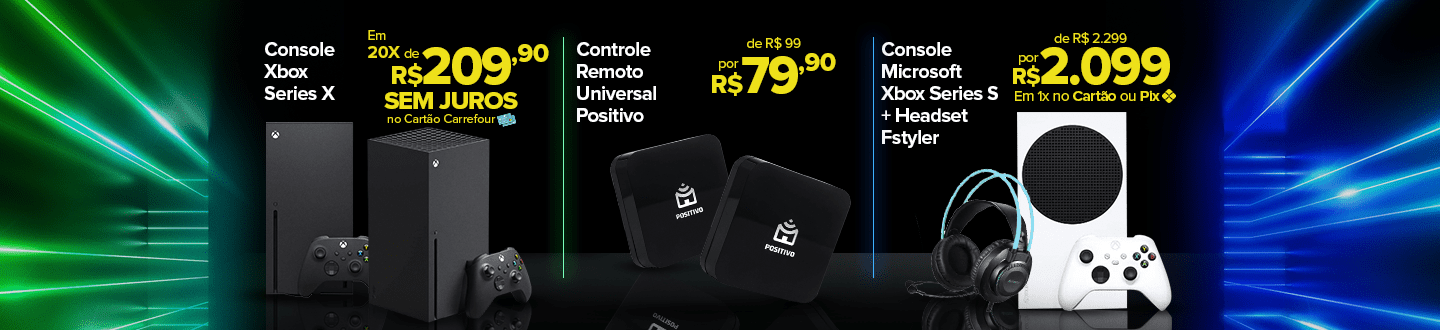 Console
Xbox
Series X
Em
20X de
R$209,90
SEM JUROS
no Cartão Carrefour
Controle
Remoto
Universal
Positivo
de R$ 99
por
R$79,90
POSITIVO
POSITIVO
Console
Microsoft
Xbox Series S
+ Headset
Fstyler
de R$ 2.299
por
R$2.099
Em 1x no Cartão ou Pix